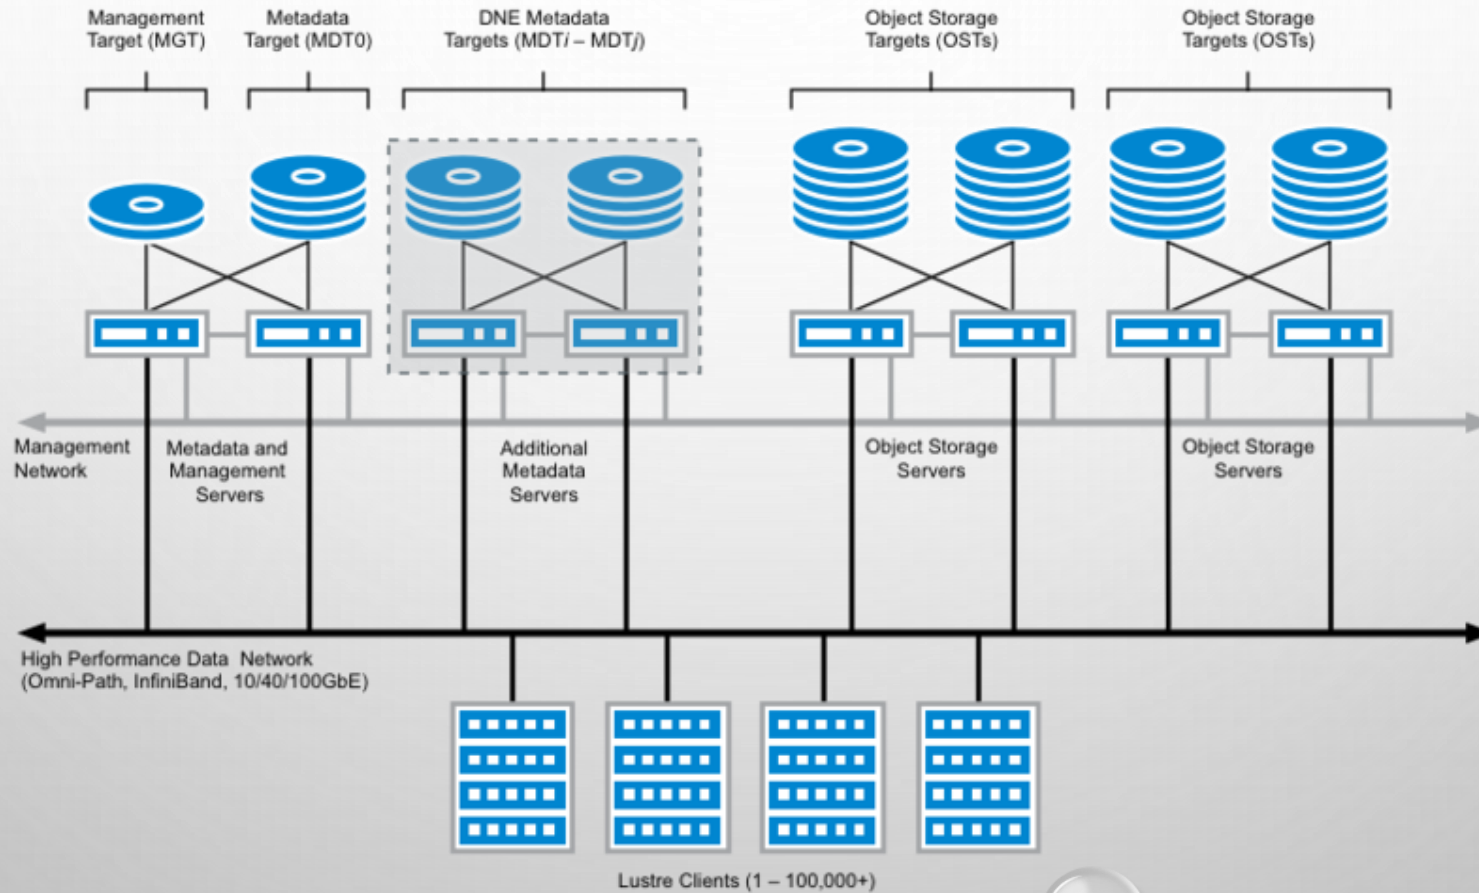 Management
Target (MGT)
Metadata
Target (MDT0)
DNE Metadata
Targets (MDTi – MDTj)
Object Storage
Targets (OSTs)
Object Storage
Targets (OSTs)
Management
Network
Metadata and
Management
Servers
Additional
Metadata
Servers
Object Storage
Servers
Object Storage
Servers
High Performance Data Network
(Omni-Path, InfiniBand, 10/40/100GbE)
Lustre Clients (1 – 100,000+)